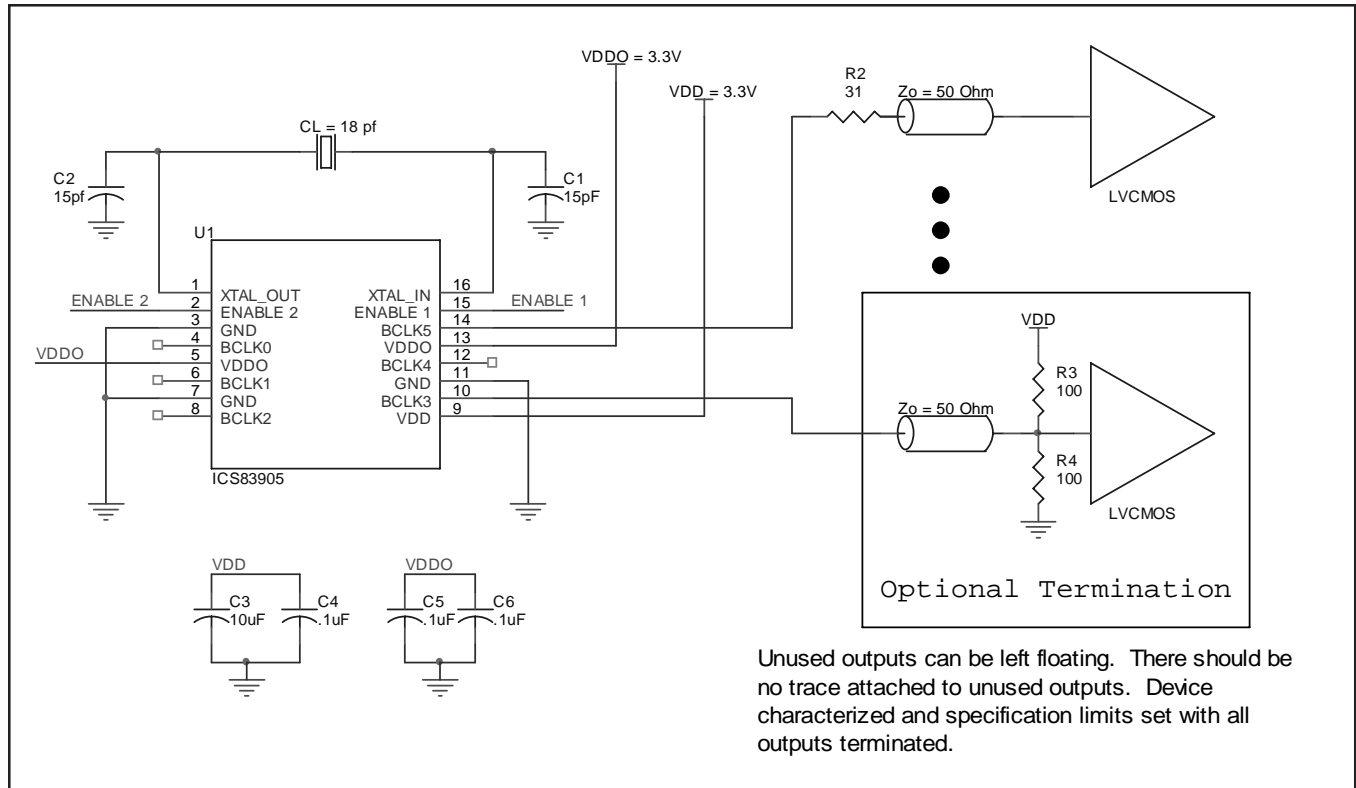 VDDO = 3.3V
VDD = 3.3V
R2
31
Zo = 50 Ohm
CL = 18 pf
C2
15pf
C1
15pF
LVCMOS
U1
1
XTAL_OUT
2
ENABLE 2
ENABLE 2
3
GND
4
BCLK0
VDDO
5
VDDO
6
BCLK1
7
GND
8
BCLK2
16
XTAL_IN
15
ENABLE 1
ENABLE 1
14
BCLK5
13
VDDO
12
BCLK4
11
GND
10
BCLK3
9
VDD
ICS83905
VDD
R3
100
Zo = 50 Ohm
R4
100
LVCMOS
Optional Termination
VDD
C3
10uF
C4
.1uF
VDDO
C5
.1uF
C6
.1uF
Unused outputs can be left floating. There should be
no trace attached to unused outputs. Device
characterized and specification limits set with all
outputs terminated.